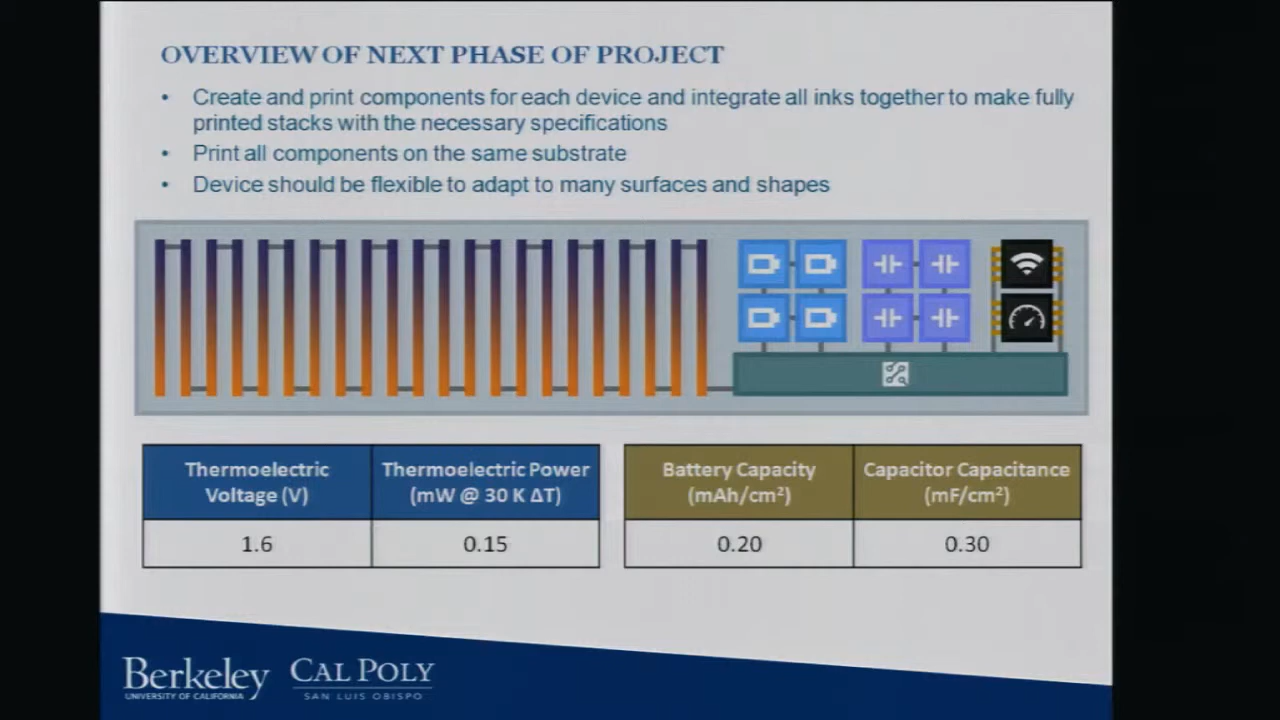 OVERVIEW OF NEXT PHASE OF PROJECT
• Create and print components for each device and integrate all inks together to make fully
printed stacks with the necessary specifications
• Print all components on the same substrate
• Device should be flexible to adapt to many surfaces and shapes
Thermoelectric Voltage (V)
Thermoelectric Power (mW @ 30 K ΔT)
Battery Capacity (mAh/cm²)
Capacitor Capacitance (mF/cm²)
1.6
0.15
0.20
0.30
Berkeley
UNIVERSITY OF CALIFORNIA
CAL POLY
SAN LUIS OBISPO